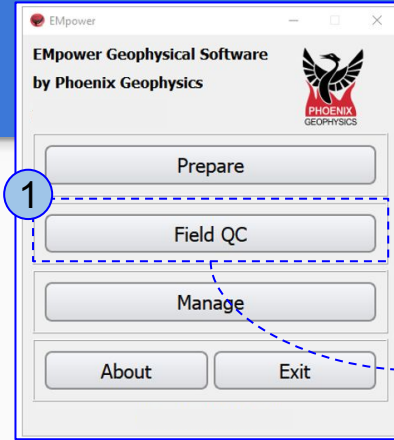 EMpower
EMpower Geophysical Software
by Phoenix Geophysics
PHOENIX
GEOPHYSICS
Prepare
1
Field QC
Manage
About
Exit